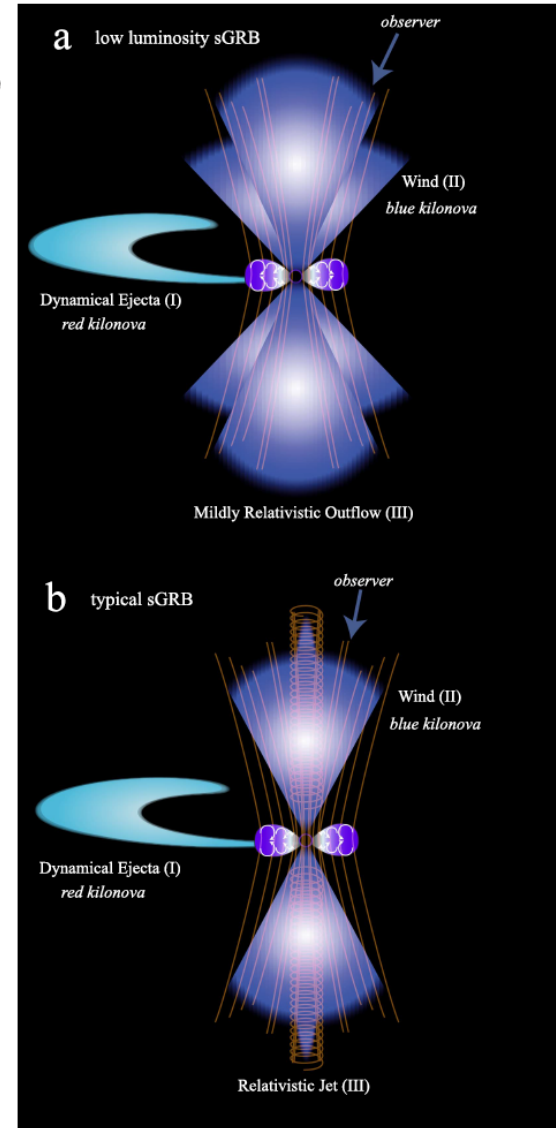 a low luminosity sGRB
observer
Wind (II)
blue kilonova
Dynamical Ejecta (I)
red kilonova
Mildly Relativistic Outflow (III)
b typical sGRB
observer
Wind (II)
blue kilonova
Dynamical Ejecta (I)
red kilonova
Relativistic Jet (III)